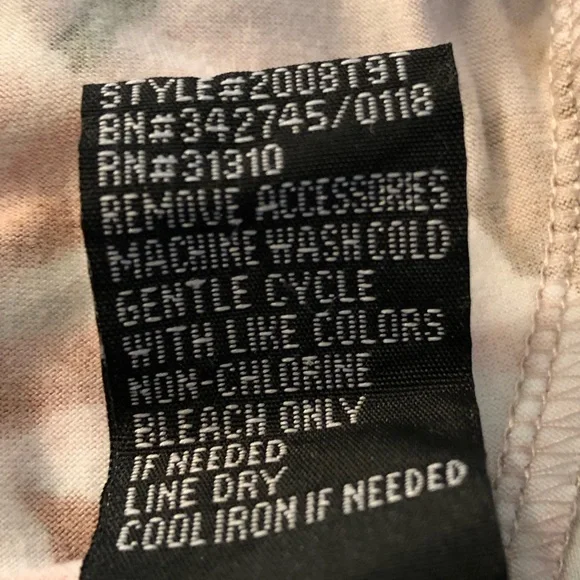 STYLE#2008T9T
BN#342745/0118
RN#31310
REMOVE ACCESSORIES
MACHINE WASH COLD
GENTLE CYCLE
WITH LIKE COLORS
NON-CHLORINE
BLEACH ONLY
IF NEEDED
LINE DRY
COOL IRON IF NEEDED